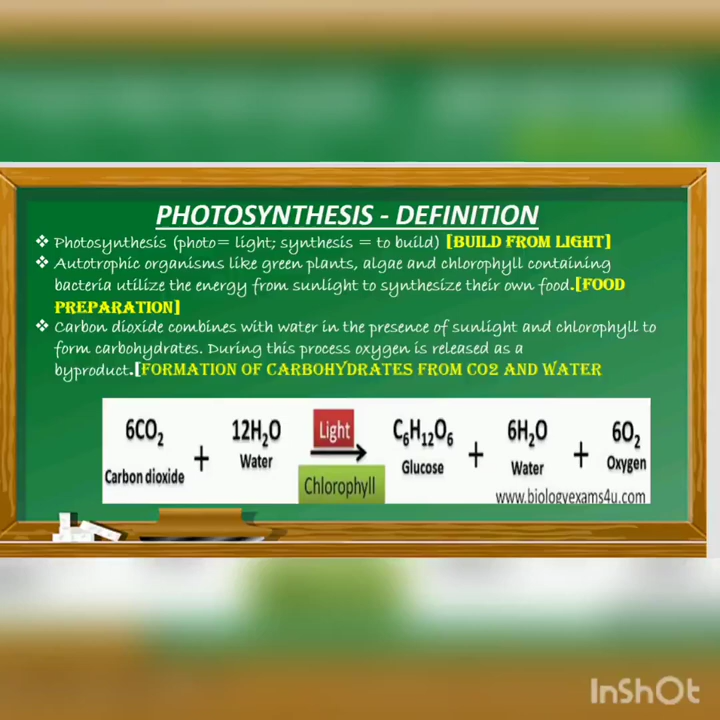 PHOTOSYNTHESIS - DEFINITION
❖ Photosynthesis (photo= light; synthesis = to build) [BUILD FROM LIGHT]
❖ Autotrophic organisms like green plants, algae and chlorophyll containing
bacteria utilize the energy from sunlight to synthesize their own food.[FOOD
PREPARATION]
❖ Carbon dioxide combines with water in the presence of sunlight and chlorophyll to
form carbohydrates. During this process oxygen is released as a
byproduct.[FORMATION OF CARBOHYDRATES FROM CO2 AND WATER
6CO₂ + 12H₂O Light C₆H₁₂O₆ + 6H₂O + 6O₂
Carbon dioxide Water Chlorophyll Glucose Water Oxygen
www.biologyexams4u.com
InShOt